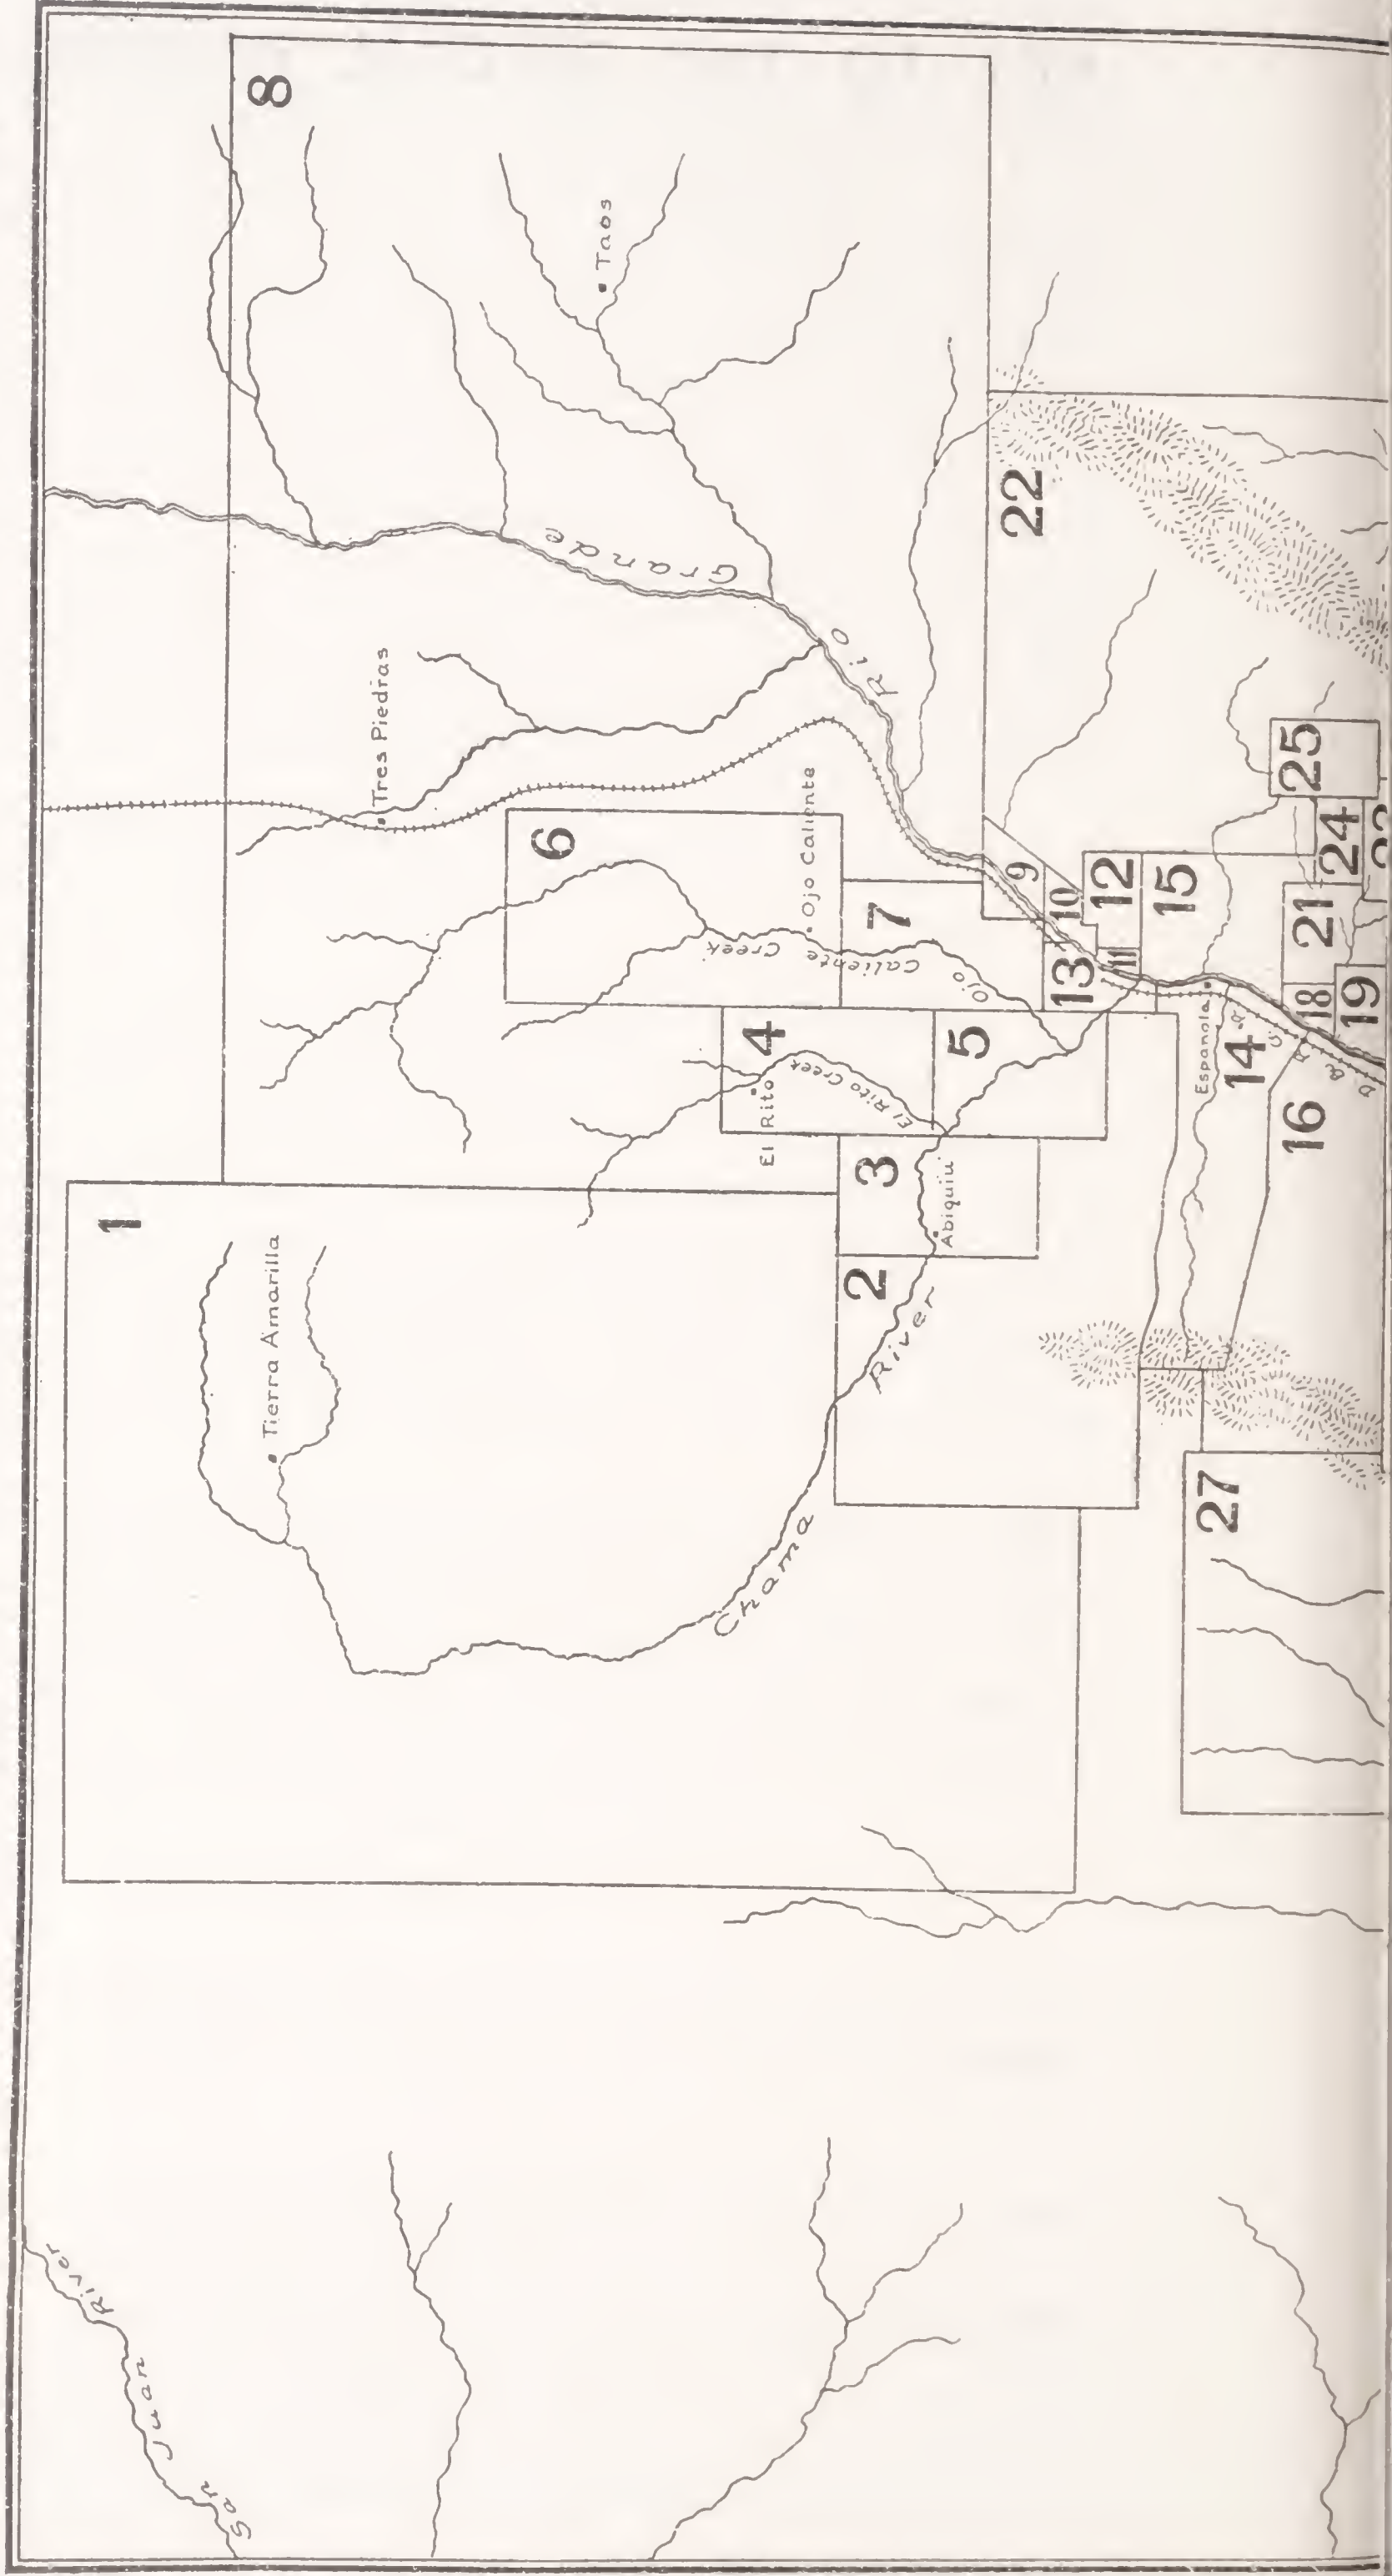 1
Tierra Amarilla
Chama
River
2
3
Abiquiu
4
El Rito
El Rito Creek
5
6
Ojo Caliente
Ojo
Caliente
Creek
7
8
Tres Piedras
Taos
Rio
Grande
9
10
11
12
13
14
Espanola
D. & R. G. R.
15
16
18
19
21
22
24
25
27
San Juan River